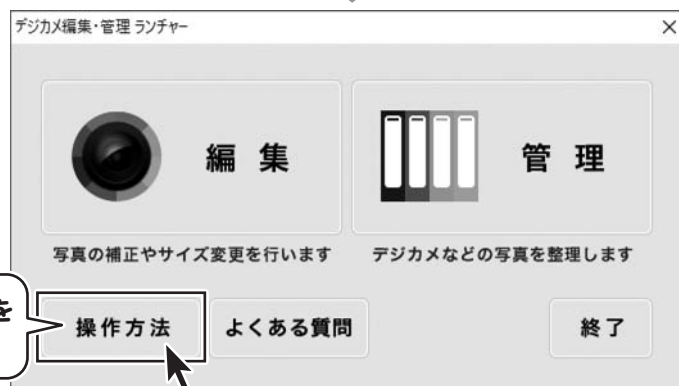 デジカメ編集・管理 ランチャー
編 集
管 理
写真の補正やサイズ変更を行います
デジカメなどの写真を整理します
を
操作方法
よくある質問
終了